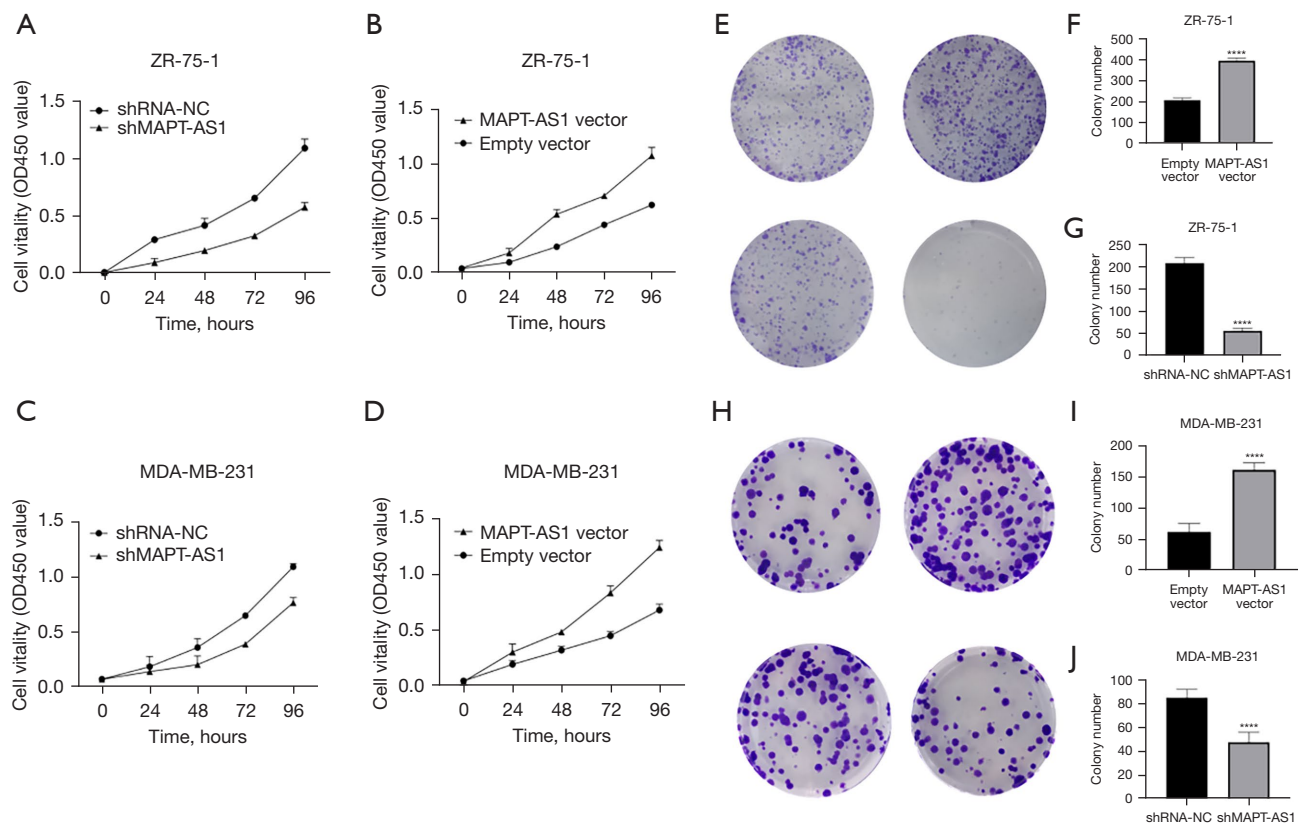 A
ZR-75-1
Cell vitality (OD450 value)
1.5
1.0
0.5
0.0
shRNA-NC
shMAPT-AS1
0 24 48 72 96
Time, hours
B
ZR-75-1
Cell vitality (OD450 value)
1.5
1.0
0.5
0.0
MAPT-AS1 vector
Empty vector
0 24 48 72 96
Time, hours
C
MDA-MB-231
Cell vitality (OD450 value)
1.5
1.0
0.5
0.0
shRNA-NC
shMAPT-AS1
0 24 48 72 96
Time, hours
D
MDA-MB-231
Cell vitality (OD450 value)
1.5
1.0
0.5
0.0
MAPT-AS1 vector
Empty vector
0 24 48 72 96
Time, hours
E
F
ZR-75-1
Colony number
500
400
300
200
100
0
****
Empty MAPT-AS1
vector vector
G
ZR-75-1
Colony number
250
200
150
100
50
0
****
shRNA-NC shMAPT-AS1
H
I
MDA-MB-231
Colony number
200
150
100
50
0
****
Empty MAPT-AS1
vector vector
J
MDA-MB-231
Colony number
100
80
60
40
20
0
****
shRNA-NC shMAPT-AS1